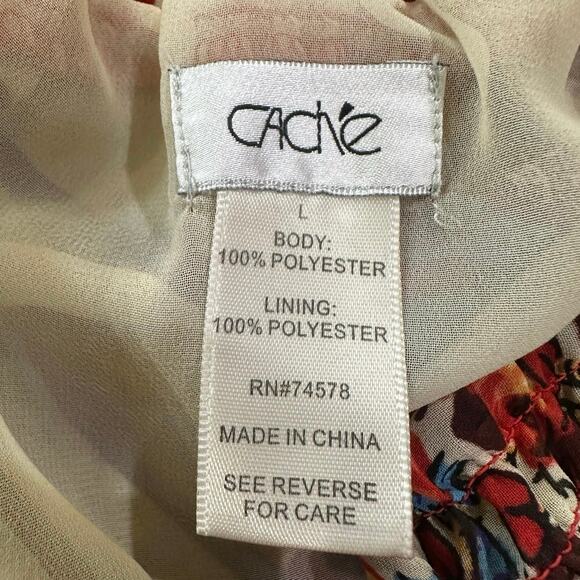 CAché
L
BODY:
100% POLYESTER
LINING:
100% POLYESTER
RN#74578
MADE IN CHINA
SEE REVERSE
FOR CARE